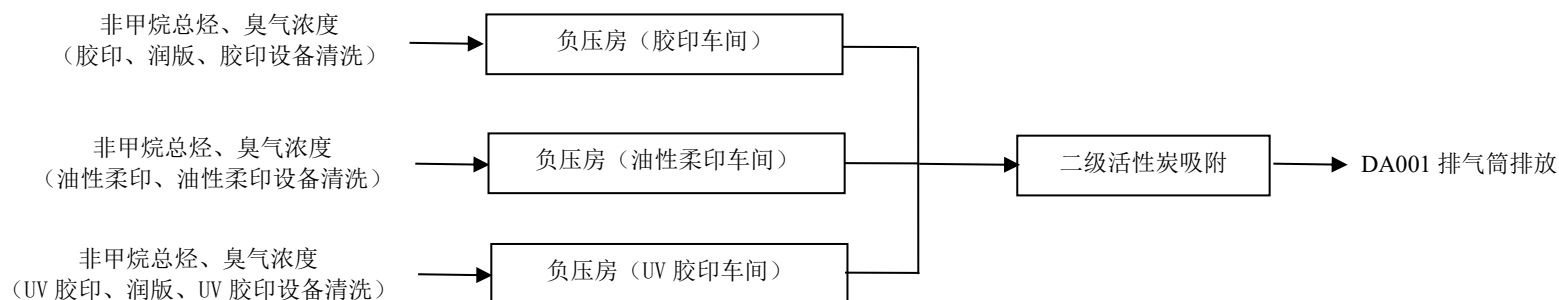 非甲烷总烃、臭气浓度
（胶印、润版、胶印设备清洗）
负压房（胶印车间）
非甲烷总烃、臭气浓度
（油性柔印、油性柔印设备清洗）
负压房（油性柔印车间）
二级活性炭吸附
DA001 排气筒排放
非甲烷总烃、臭气浓度
（UV 胶印、润版、UV 胶印设备清洗）
负压房（UV 胶印车间）